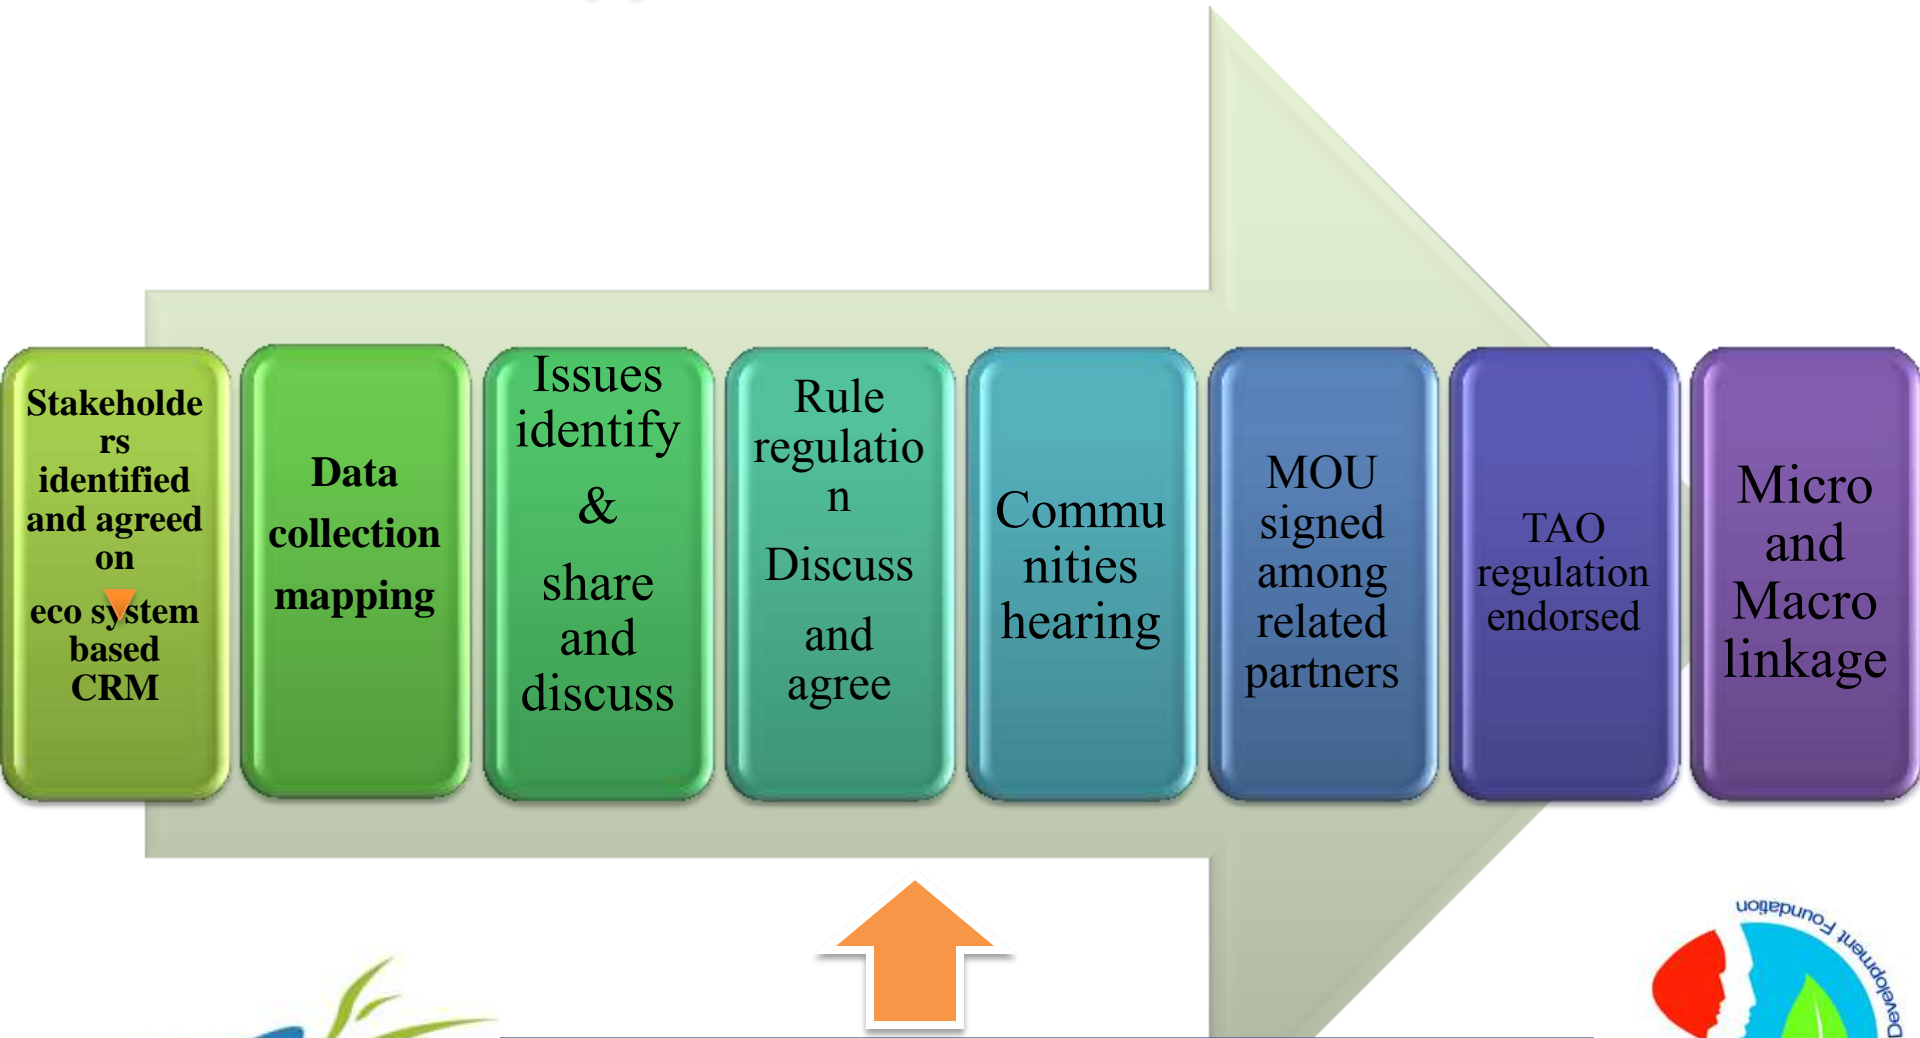 Stakeholde
rs
identified
and agreed
on
eco system
based
CRM
Data
collection
mapping
Issues
identify
&
share
and
discuss
Rule
regulatio
n
Discuss
and
agree
Commu
nities
hearing
MOU
signed
among
related
partners
TAO
regulation
endorsed
Micro
and
Macro
linkage
Development Foundation